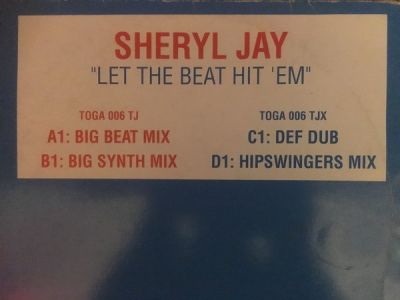 SHERYL JAY
"LET THE BEAT HIT 'EM"
TOGA 006 TJ
A1: BIG BEAT MIX
B1: BIG SYNTH MIX
TOGA 006 TJX
C1: DEF DUB
D1: HIPSWINGERS MIX